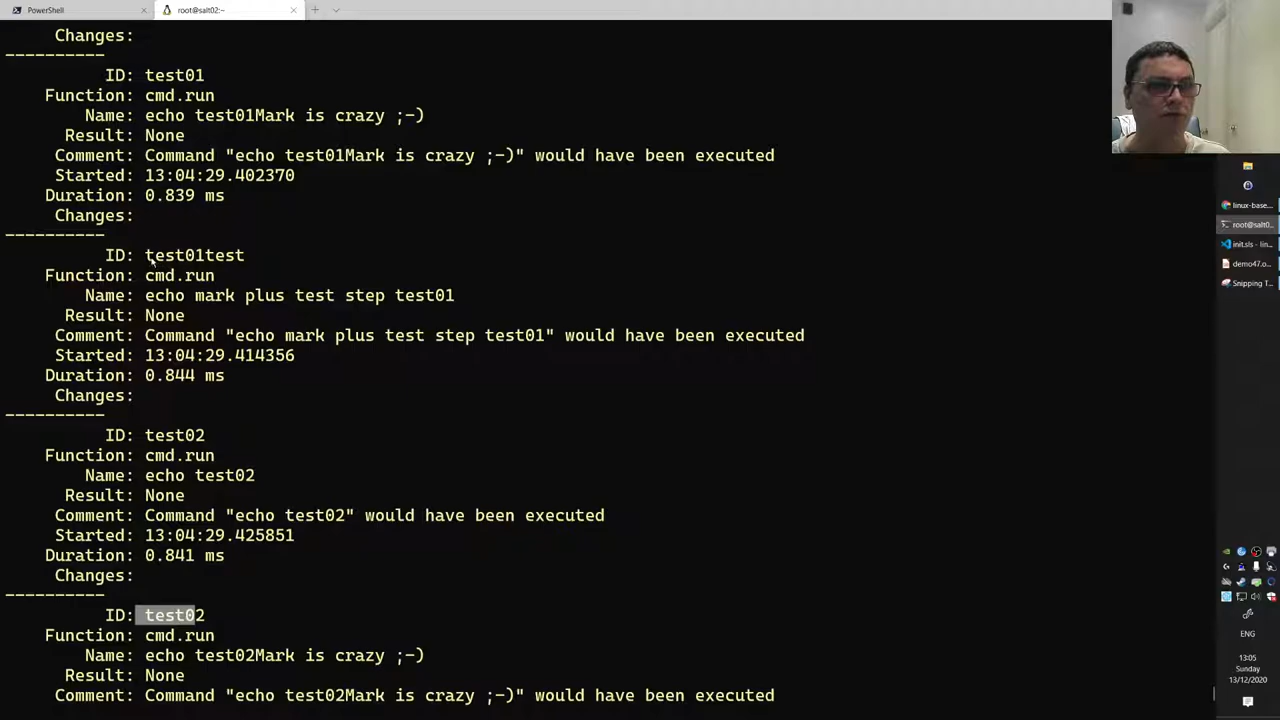 PowerShell
root@salt02:~
Changes:
----------
ID: test01
Function: cmd.run
Name: echo test01Mark is crazy ;-)
Result: None
Comment: Command "echo test01Mark is crazy ;-)" would have been executed
Started: 13:04:29.402370
Duration: 0.839 ms
Changes:
----------
ID: test01test
Function: cmd.run
Name: echo mark plus test step test01
Result: None
Comment: Command "echo mark plus test step test01" would have been executed
Started: 13:04:29.414356
Duration: 0.844 ms
Changes:
----------
ID: test02
Function: cmd.run
Name: echo test02
Result: None
Comment: Command "echo test02" would have been executed
Started: 13:04:29.425851
Duration: 0.841 ms
Changes:
----------
ID: test02
Function: cmd.run
Name: echo test02Mark is crazy ;-)
Result: None
Comment: Command "echo test02Mark is crazy ;-)" would have been executed
linux-base...
root@salt0...
init.sls - lin...
demo47.o...
Snipping T...
ENG
13:05
Sunday
13/12/2020